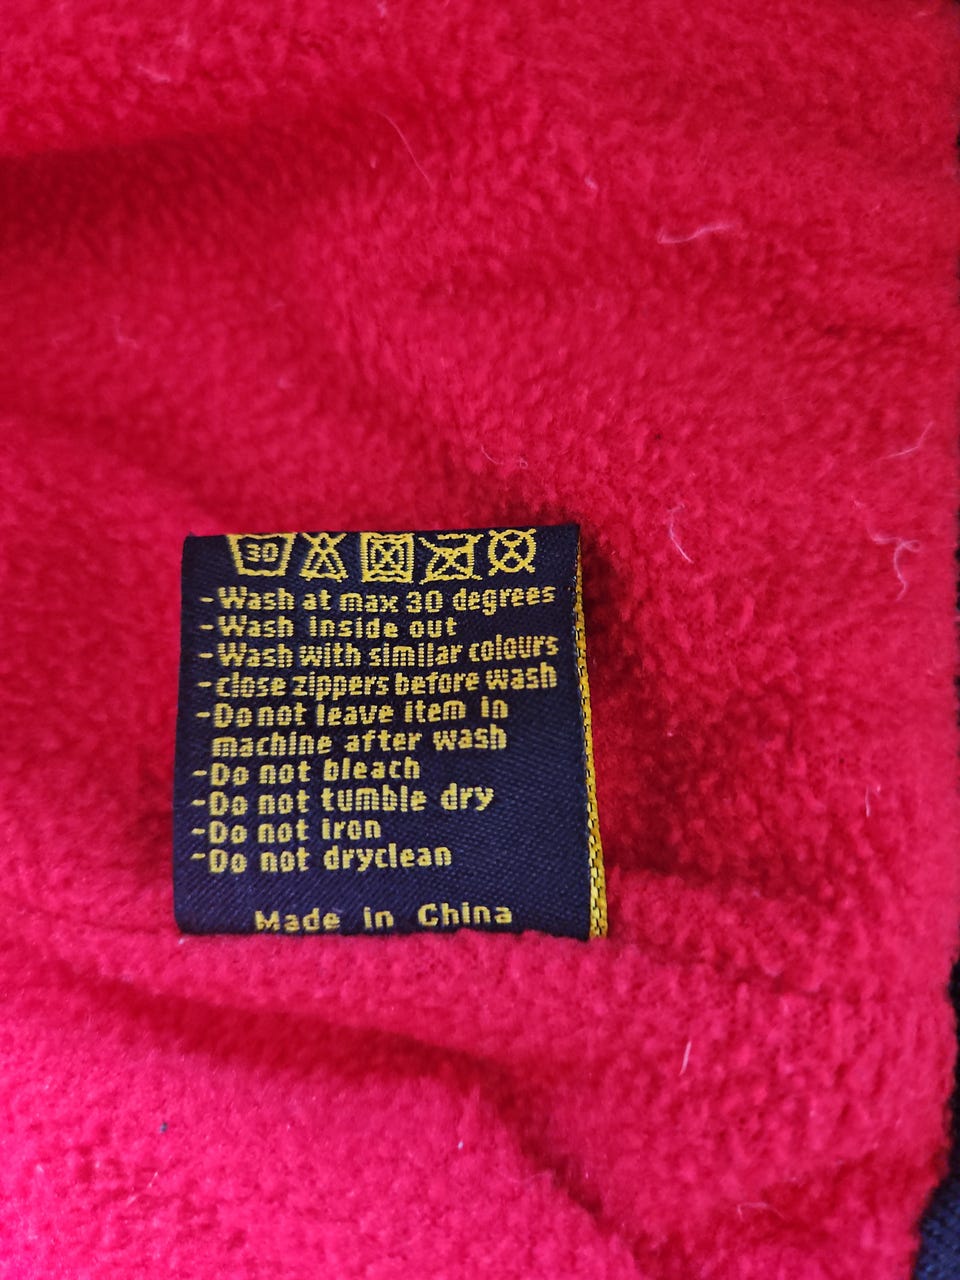 30
-Wash at max 30 degrees
-Wash Inside out
-Wash with similar colours
-close zippers before wash
-Do not leave item in
machine after wash
-Do not bleach
-Do not tumble dry
-Do not iron
-Do not dryclean
Made in China